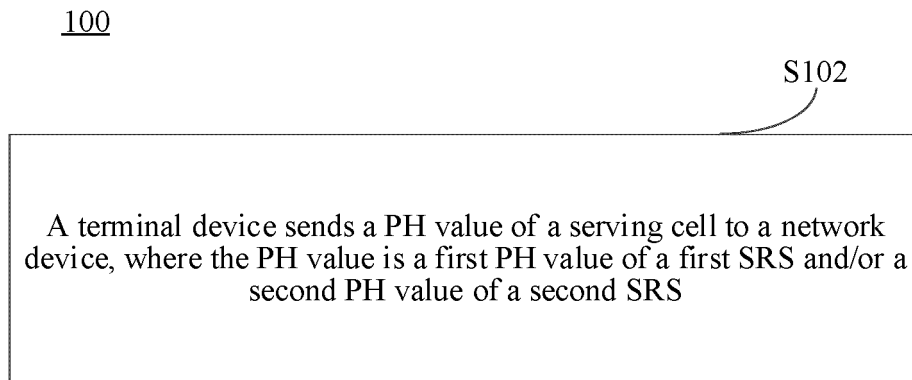 100
S102
A terminal device sends a PH value of a serving cell to a network
device, where the PH value is a first PH value of a first SRS and/or a
second PH value of a second SRS